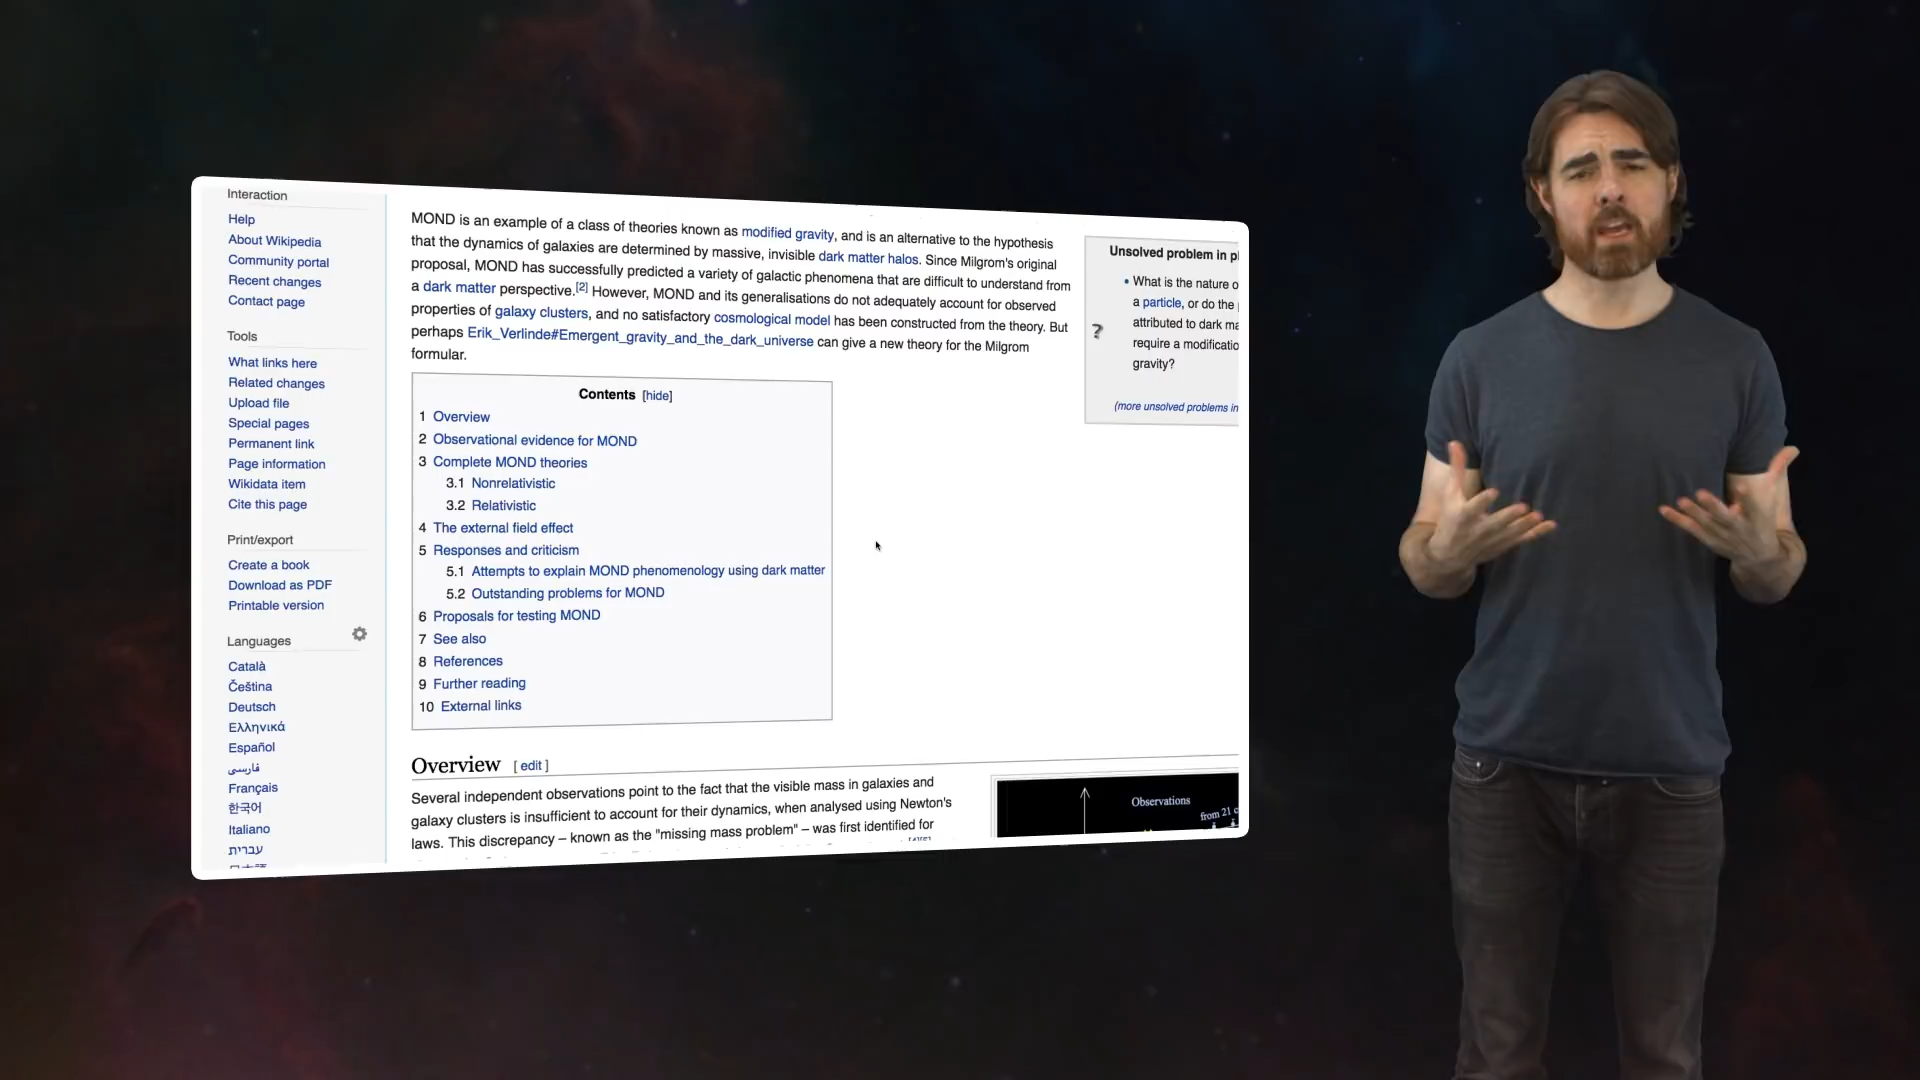 Interaction
Help
About Wikipedia
Community portal
Recent changes
Contact page
Tools
What links here
Related changes
Upload file
Special pages
Permanent link
Page information
Wikidata item
Cite this page
Print/export
Create a book
Download as PDF
Printable version
Languages
Català
Čeština
Deutsch
Ελληνικά
Español
فارسی
Français
한국어
Italiano
עברית
MOND is an example of a class of theories known as modified gravity, and is an alternative to the hypothesis
that the dynamics of galaxies are determined by massive, invisible dark matter halos. Since Milgrom's original
proposal, MOND has successfully predicted a variety of galactic phenomena that are difficult to understand from
a dark matter perspective.[2] However, MOND and its generalisations do not adequately account for observed
properties of galaxy clusters, and no satisfactory cosmological model has been constructed from the theory. But
perhaps Erik_Verlinde#Emergent_gravity_and_the_dark_universe can give a new theory for the Milgrom
formular.
Unsolved problem in
?
• What is the nature
a particle, or do the
attributed to dark
require a
gravity?
(more unsolved problems in
Contents [hide]
1 Overview
2 Observational evidence for MOND
3 Complete MOND theories
3.1 Nonrelativistic
3.2 Relativistic
4 The external field effect
5 Responses and criticism
5.1 Attempts to explain MOND phenomenology using dark matter
5.2 Outstanding problems for MOND
6 Proposals for testing MOND
7 See also
8 References
9 Further reading
10 External links
Overview [ edit ]
Several independent observations point to the fact that the visible mass in galaxies and
galaxy clusters is insufficient to account for their dynamics, when analysed using Newton's
laws. This discrepancy – known as the "missing mass problem" – was first identified for
Observations
from 21